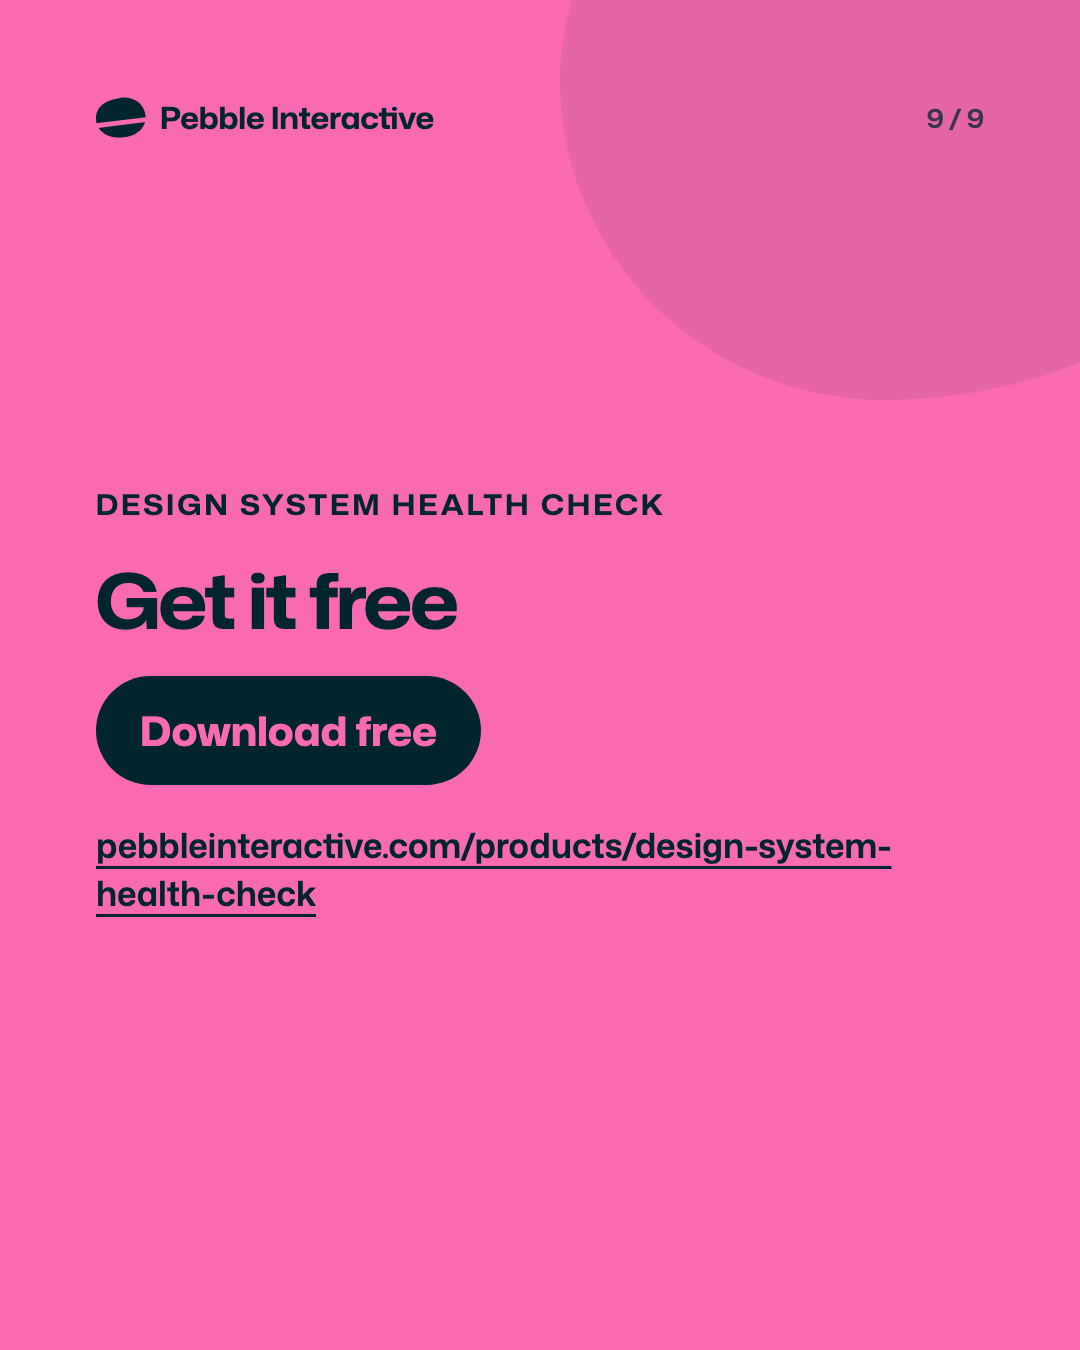 Pebble Interactive
9 / 9
DESIGN SYSTEM HEALTH CHECK
Get it free
Download free
pebbleinteractive.com/products/design-system-
health-check